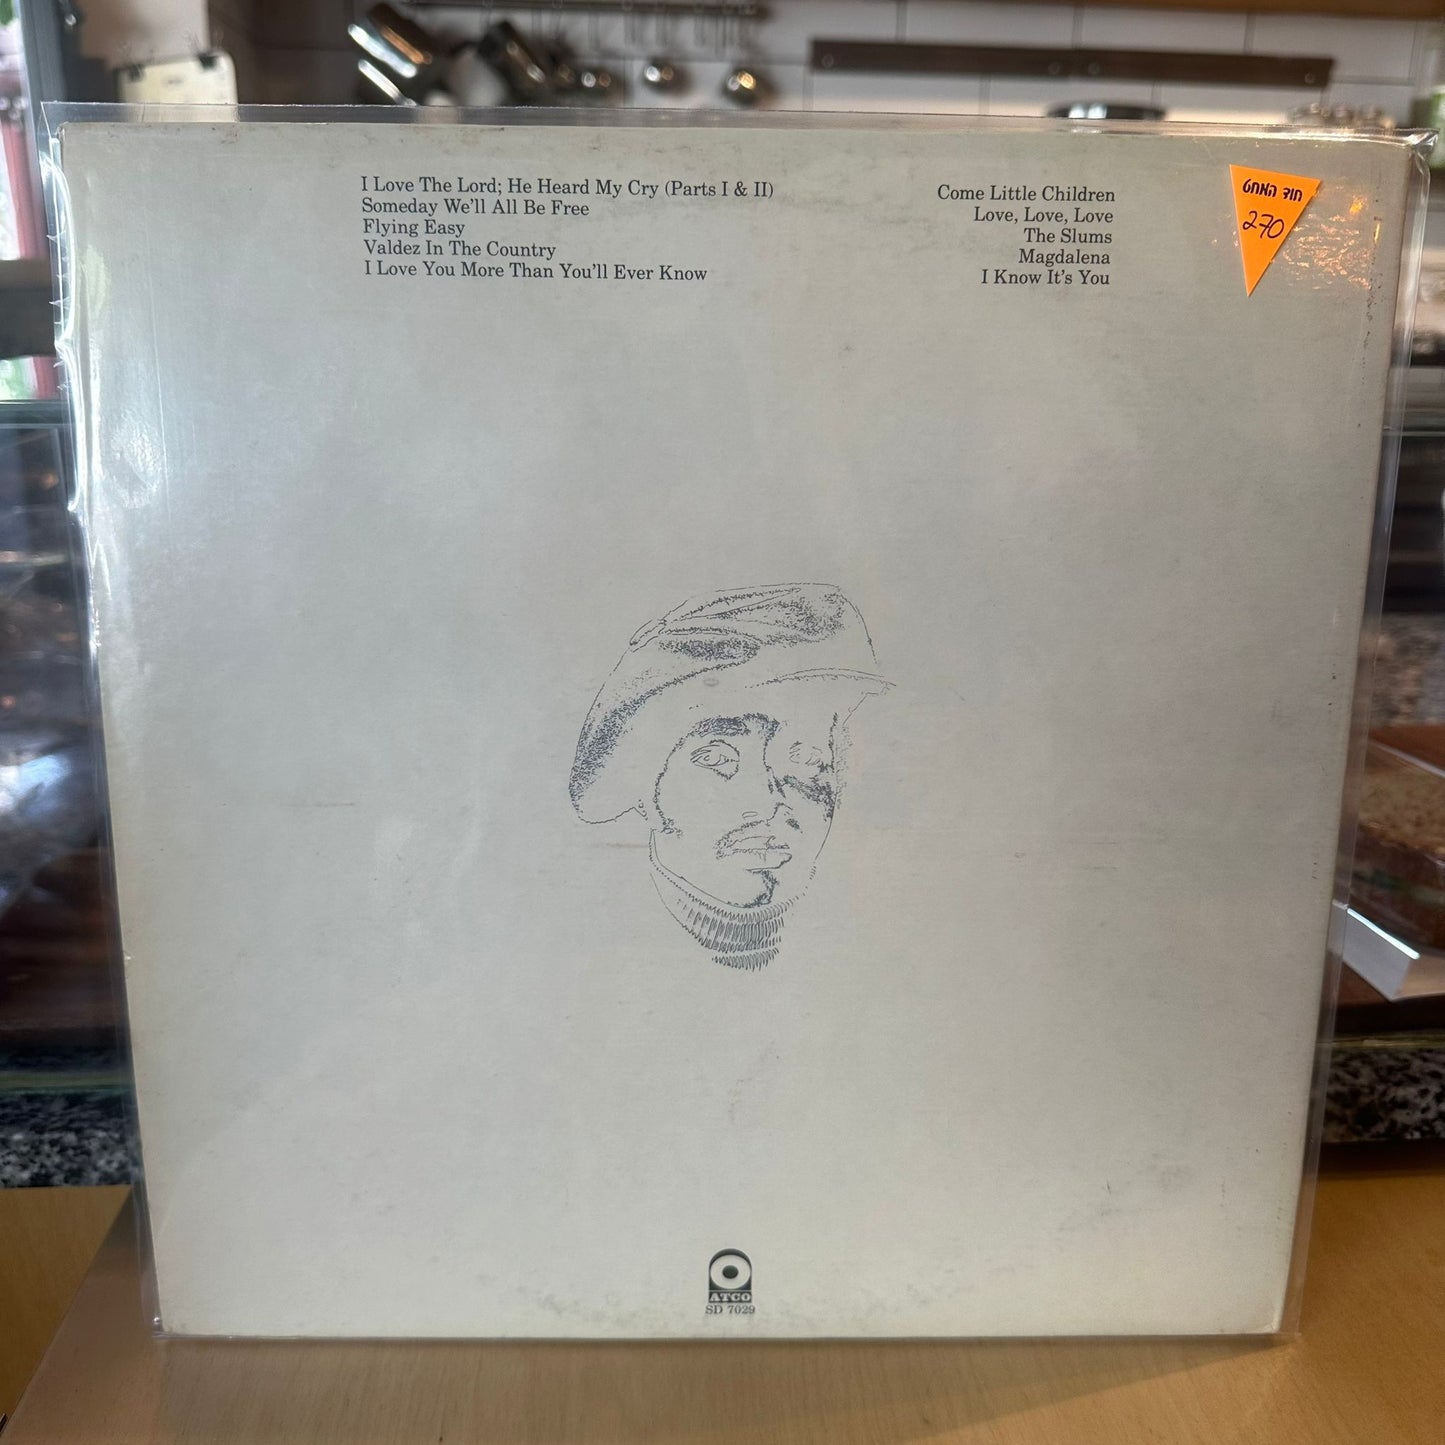 I Love The Lord; He Heard My Cry (Parts I & II)
Someday We'll All Be Free
Flying Easy
Valdez In The Country
I Love You More Than You'll Ever Know
Come Little Children
Love, Love, Love
The Slums
Magdalena
I Know It's You
חוד המחט
270
ATCO
SD 7029